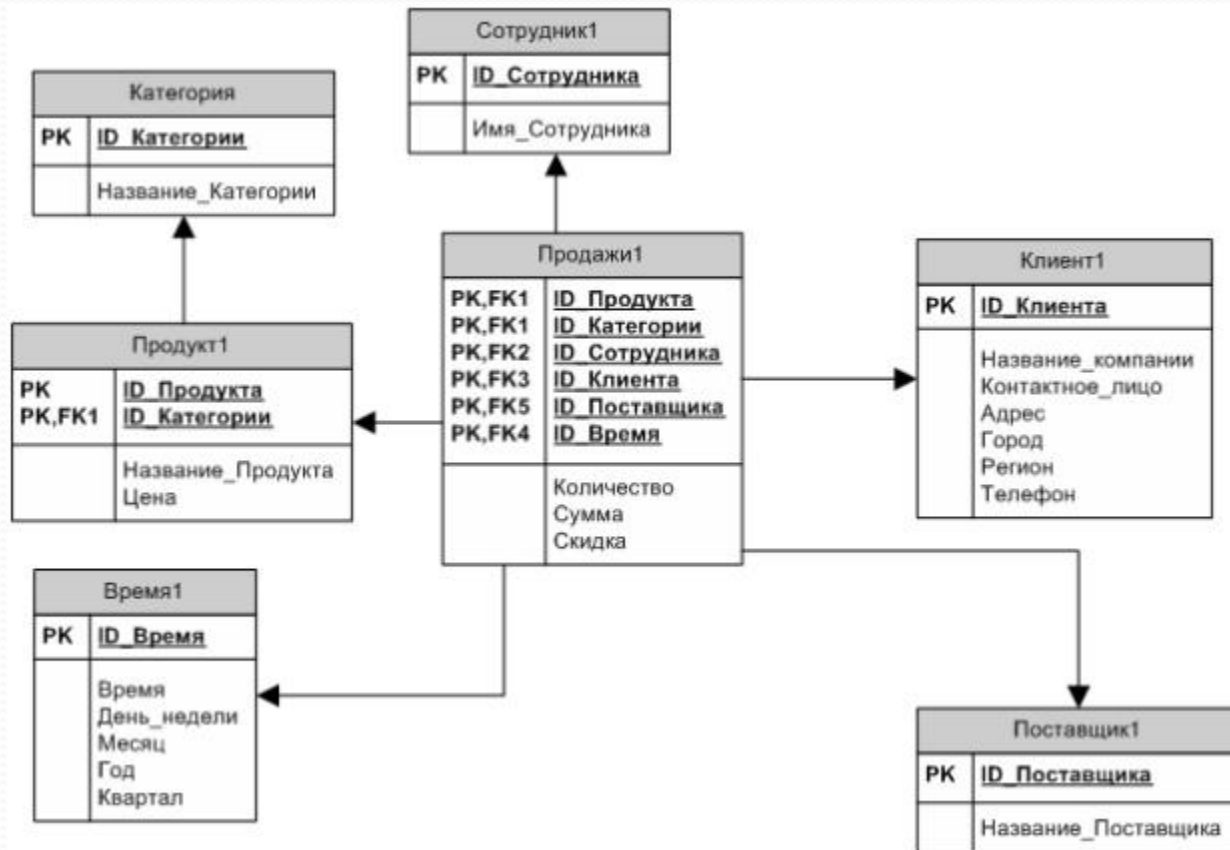 Сотрудник1
PK ID_Сотрудника
Имя_Сотрудника
Категория
PK ID_Категории
Название_Категории
Продажи1
PK,FK1 ID_Продукта
PK,FK1 ID_Категории
PK,FK2 ID_Сотрудника
PK,FK3 ID_Клиента
PK,FK5 ID_Поставщика
PK,FK4 ID_Время
Количество
Сумма
Скидка
Клиент1
PK ID_Клиента
Название_компании
Контактное_лицо
Адрес
Город
Регион
Телефон
Продукт1
PK ID_Продукта
PK,FK1 ID_Категории
Название_Продукта
Цена
Время1
PK ID_Время
Время
День_недели
Месяц
Год
Квартал
Поставщик1
PK ID_Поставщика
Название_Поставщика